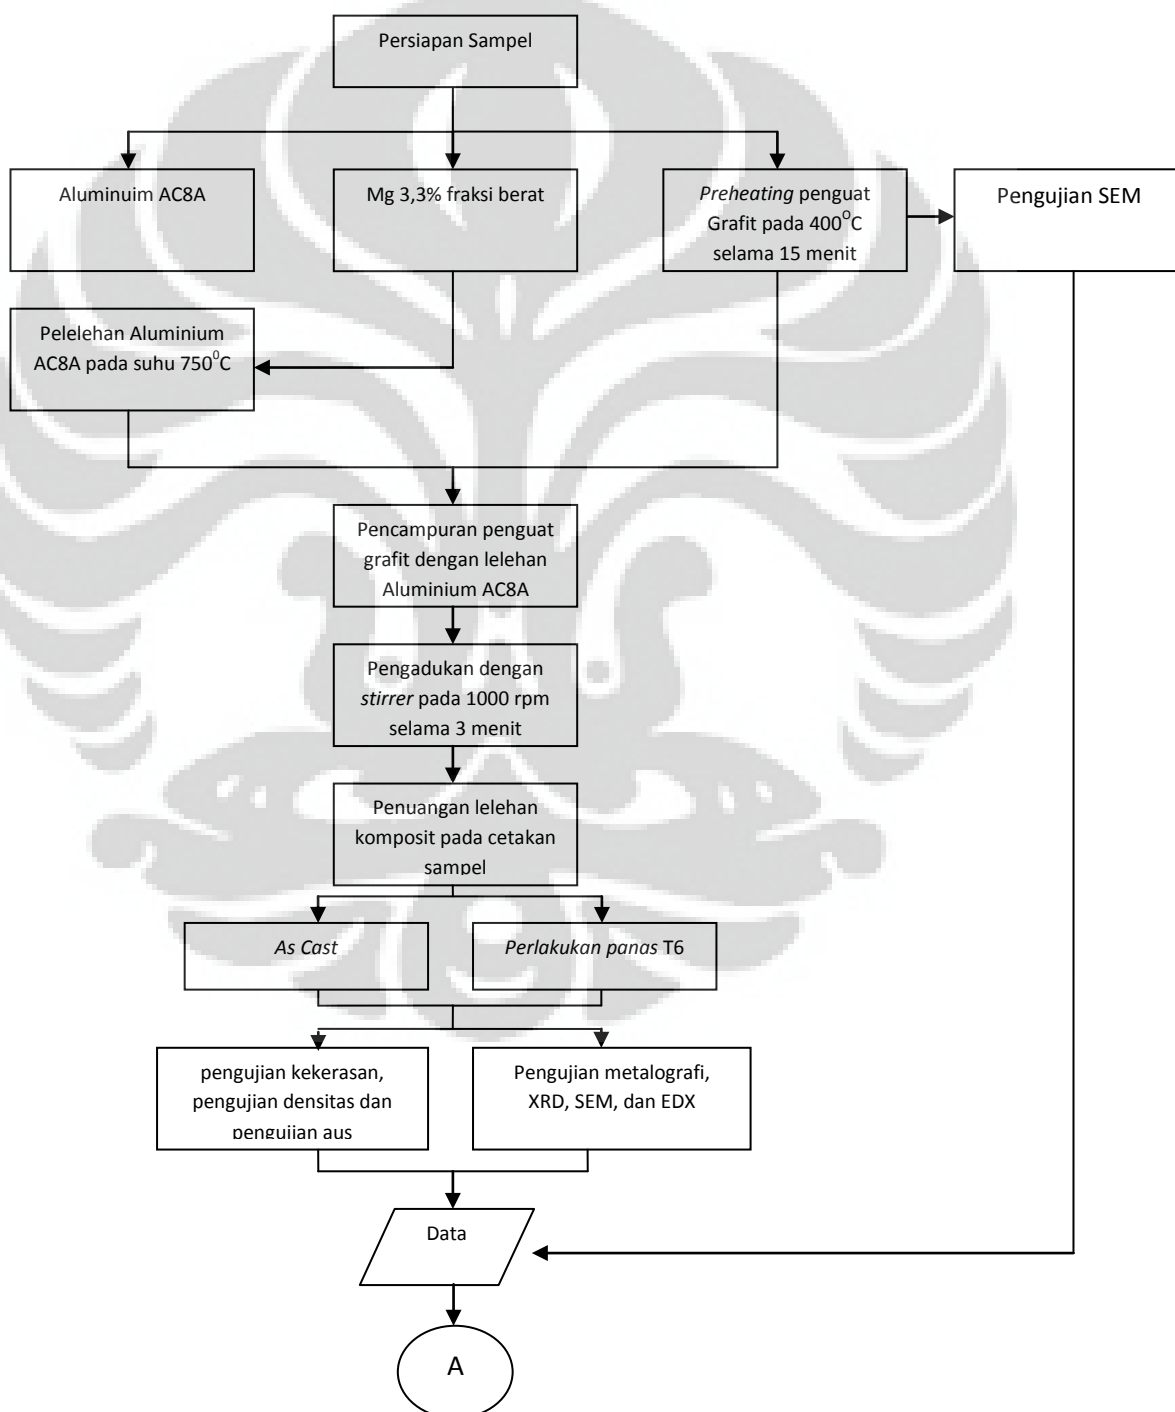 Persiapan Sampel
Aluminuim AC8A
Mg 3,3% fraksi berat
Preheating penguat
Grafit pada 400°C
selama 15 menit
Pengujian SEM
Pelelehan Aluminium
AC8A pada suhu 750⁰C
Pencampuran penguat
grafit dengan lelehan
Aluminium AC8A
Pengadukan dengan
stirrer pada 1000 rpm
selama 3 menit
Penuangan lelehan
komposit pada cetakan
sampel
As Cast
Perlakukan panas T6
pengujian kekerasan,
pengujian densitas dan
pengujian aus
Pengujian metalografi,
XRD, SEM, dan EDX
Data
A